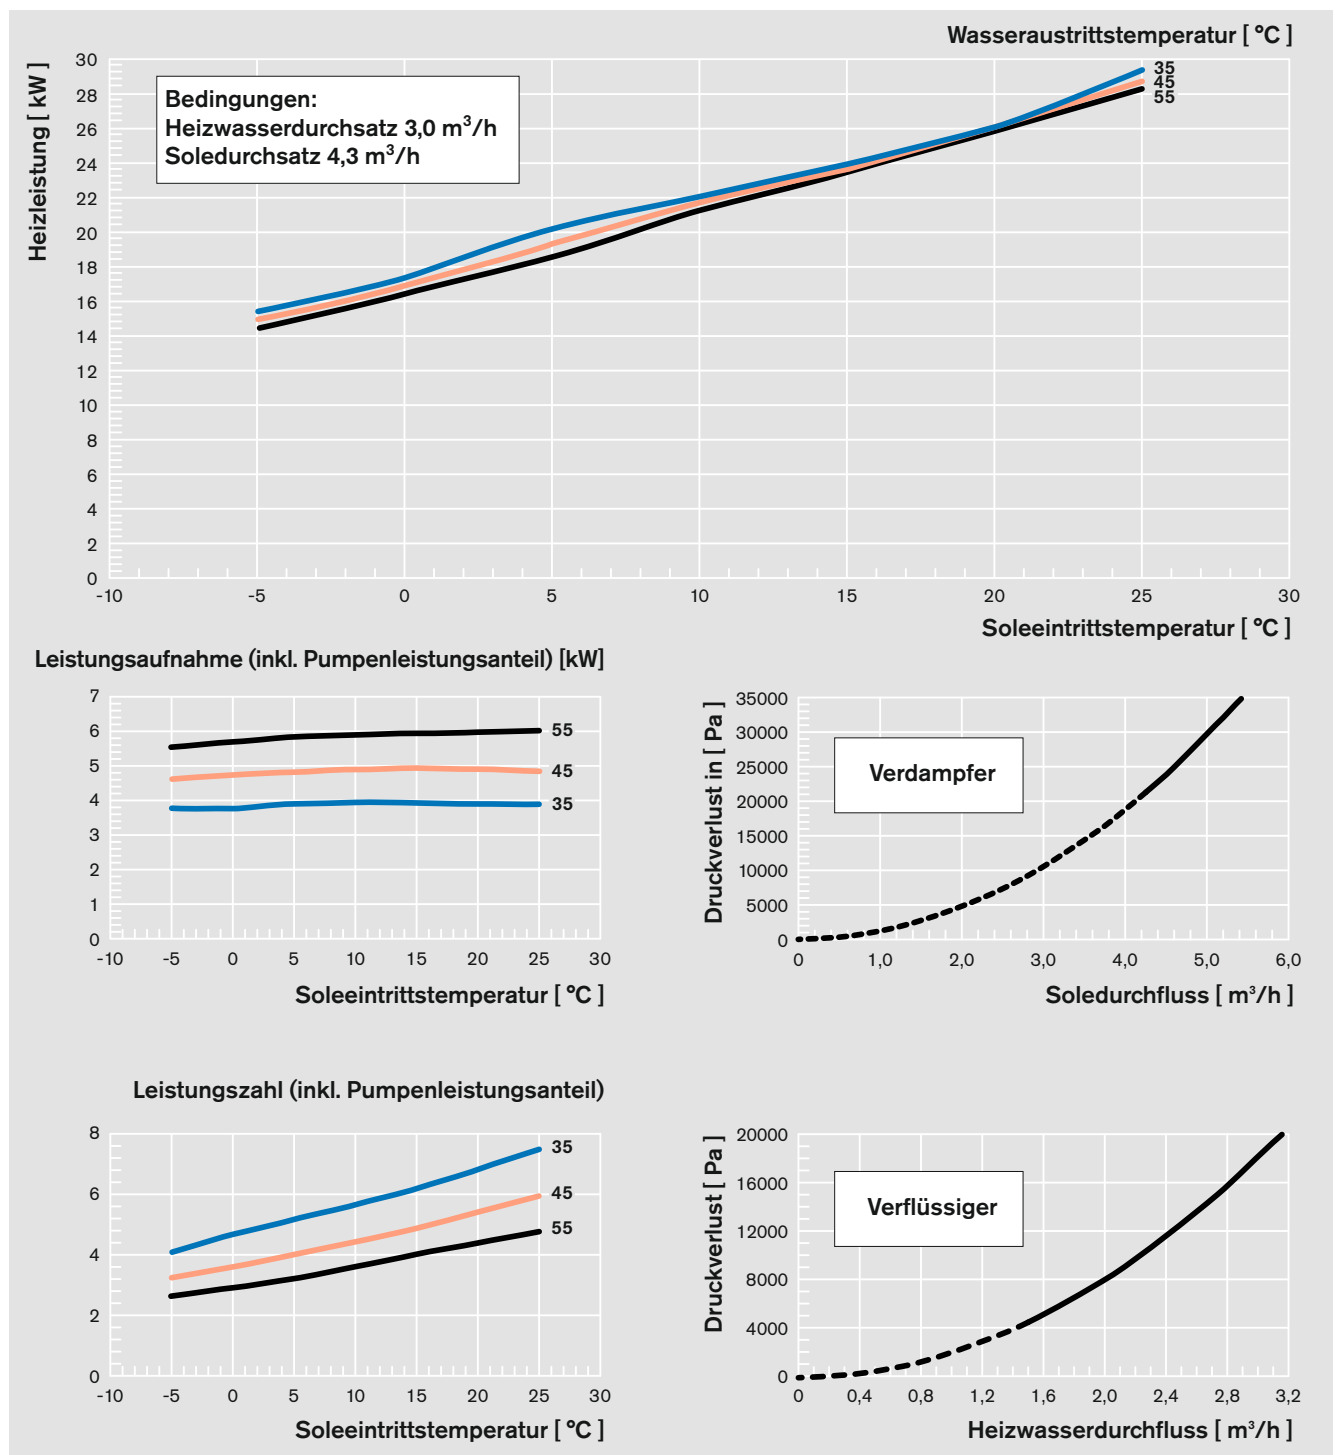 Wasseraustrittstemperatur [ °C ]
Heizleistung [ kW ]
30
28
26
24
22
20
18
16
14
12
10
8
6
4
2
0
Bedingungen:
Heizwasserdurchsatz 3,0 m³/h
Soledurchsatz 4,3 m³/h
35
45
55
-10 -5 0 5 10 15 20 25 30
Soleeintrittstemperatur [ °C ]
Leistungsaufnahme (inkl. Pumpenleistungsanteil) [kW]
7
6
5
4
3
2
1
0
55
45
35
-10 -5 0 5 10 15 20 25 30
Soleeintrittstemperatur [ °C ]
Druckverlust in [ Pa ]
35000
30000
25000
20000
15000
10000
5000
0
Verdampfer
0 1,0 2,0 3,0 4,0 5,0 6,0
Soledurchfluss [ m³/h ]
Leistungszahl (inkl. Pumpenleistungsanteil)
8
6
4
2
0
35
45
55
-10 -5 0 5 10 15 20 25 30
Soleeintrittstemperatur [ °C ]
Druckverlust [ Pa ]
20000
16000
12000
8000
4000
0
Verflüssiger
0 0,4 0,8 1,2 1,6 2,0 2,4 2,8 3,2
Heizwasserdurchfluss [ m³/h ]